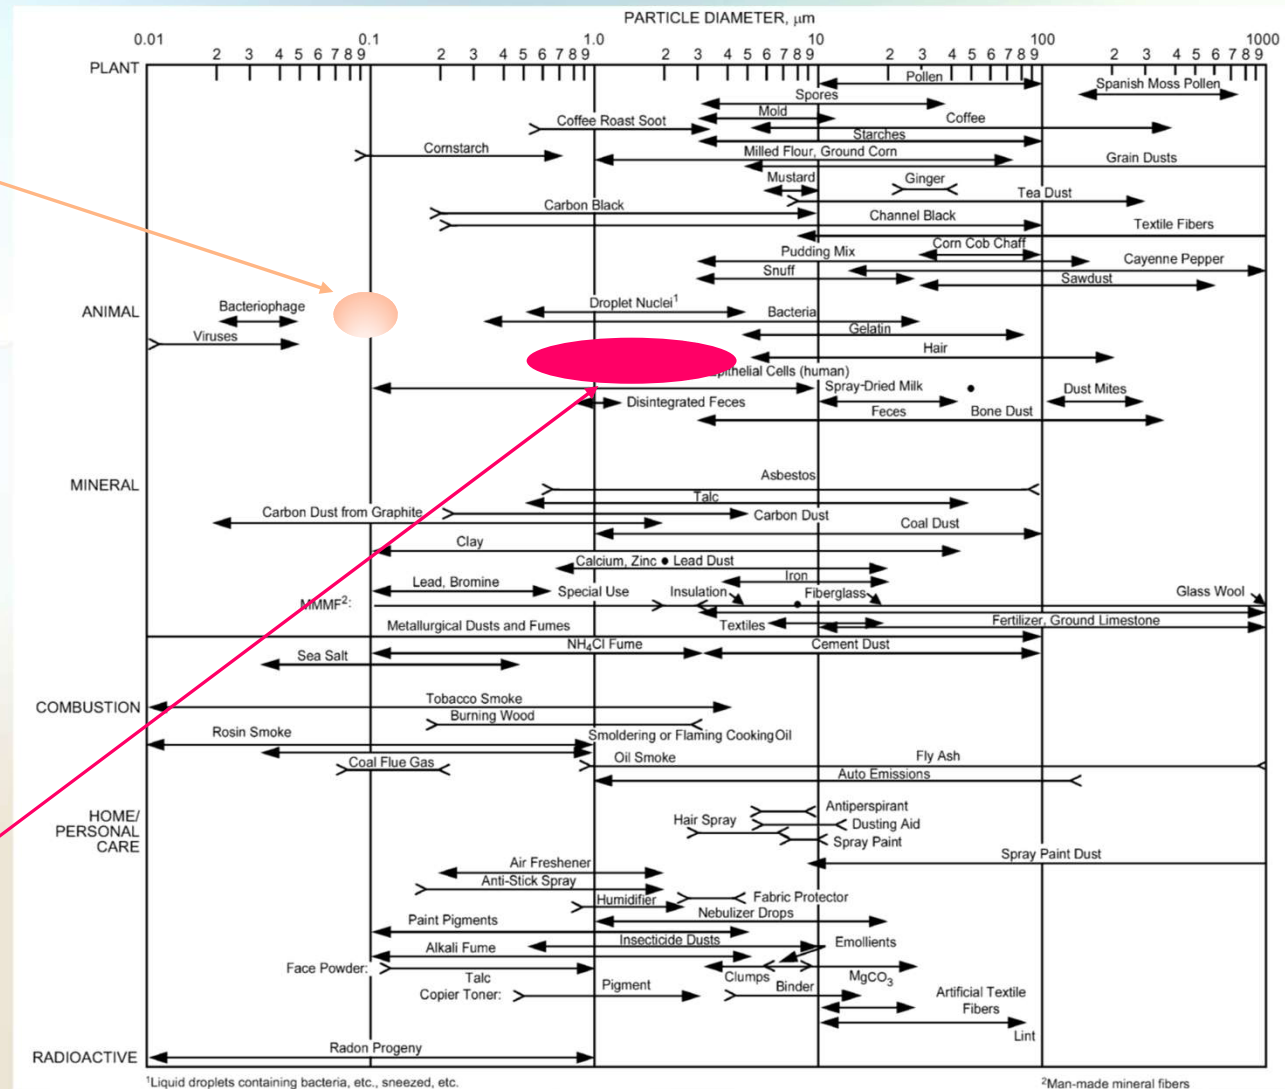 PARTICLE DIAMETER, μm
0.01 2 3 4 5 6 7 8 9 0.1 2 3 4 5 6 7 8 9 1.0 2 3 4 5 6 7 8 9 10 2 3 4 5 6 7 8 9 100 2 3 4 5 6 7 8 9 1000
PLANT
Pollen
Spanish Moss Pollen
Spores
Mold
Coffee Roast Soot
Coffee
Starches
Cornstarch
Milled Flour, Ground Corn
Grain Dusts
Mustard
Ginger
Tea Dust
Carbon Black
Channel Black
Textile Fibers
Corn Cob Chaff
Pudding Mix
Cayenne Pepper
Snuff
Sawdust
ANIMAL
Bacteriophage
Droplet Nuclei1
Bacteria
Viruses
Gelatin
Hair
pithelial Cells (human)
Spray-Dried Milk
Dust Mites
Disintegrated Feces
Feces
Bone Dust
MINERAL
Asbestos
Talc
Carbon Dust from Graphite
Carbon Dust
Coal Dust
Clay
Calcium, Zinc • Lead Dust
Iron
Lead, Bromine
Special Use
Insulation
Fiberglass
Glass Wool
MMMF2:
Metallurgical Dusts and Fumes
Textiles
Fertilizer, Ground Limestone
NH4Cl Fume
Cement Dust
Sea Salt
COMBUSTION
Tobacco Smoke
Burning Wood
Rosin Smoke
Smoldering or Flaming CookingOil
Coal Flue Gas
Oil Smoke
Fly Ash
Auto Emissions
HOME/
PERSONAL
CARE
Antiperspirant
Hair Spray
Dusting Aid
Spray Paint
Spray Paint Dust
Air Freshener
Anti-Stick Spray
Humidifier
Fabric Protector
Paint Pigments
Nebulizer Drops
Insecticide Dusts
Emollients
Alkali Fume
Face Powder:
Talc
Clumps
MgCO3
Copier Toner:
Pigment
Binder
Artificial Textile
Fibers
Lint
RADIOACTIVE
Radon Progeny
1Liquid droplets containing bacteria, etc., sneezed, etc.
2Man-made mineral fibers